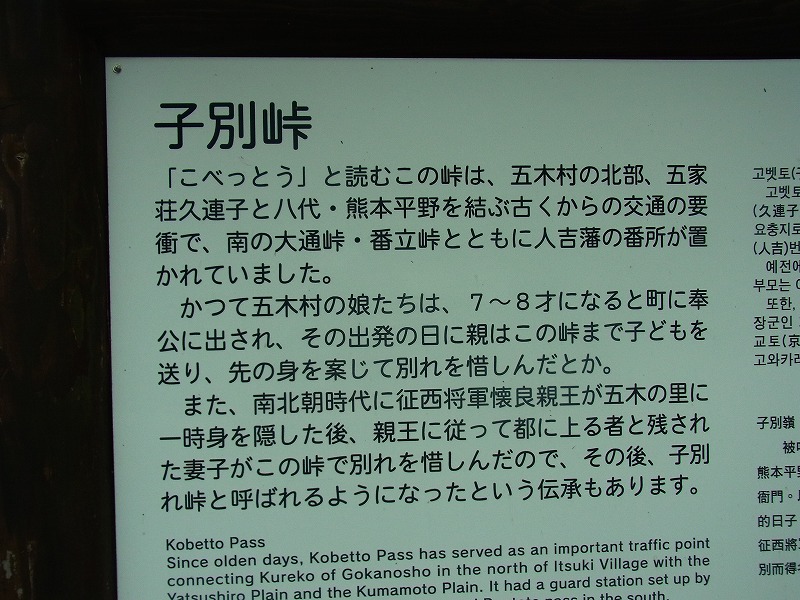 子別峠
「こべっとう」と読むこの峠は、五木村の北部、五家
荘久連子と八代・熊本平野を結ぶ古くからの交通の要
衝で、南の大通峠・番立峠とともに人吉藩の番所が置
かれていました。
かつて五木村の娘たちは、７～８才になると町に奉
公に出され、その出発の日に親はこの峠まで子どもを
送り、先の身を案じて別れを惜しんだとか。
また、南北朝時代に征西将軍懐良親王が五木の里に
一時身を隠した後、親王に従って都に上る者と残され
た妻子がこの峠で別れを惜しんだので、その後、子別
れ峠と呼ばれるようになったという伝承もあります。
Kobetto Pass
Since olden days, Kobetto Pass has served as an important traffic point
connecting Kureko of Gokanosho in the north of Itsuki Village with the
Yatsushiro Plain and the Kumamoto Plain. It had a guard station set up by
pass in the south.
고벳토(
고벳토
(久連子
요충지로
(人吉)번
예전에
부모는
또한,
장군인
교토(京
고와카레
子別嶺
被
熊本平
衙門。
的日子
征西將
別而得